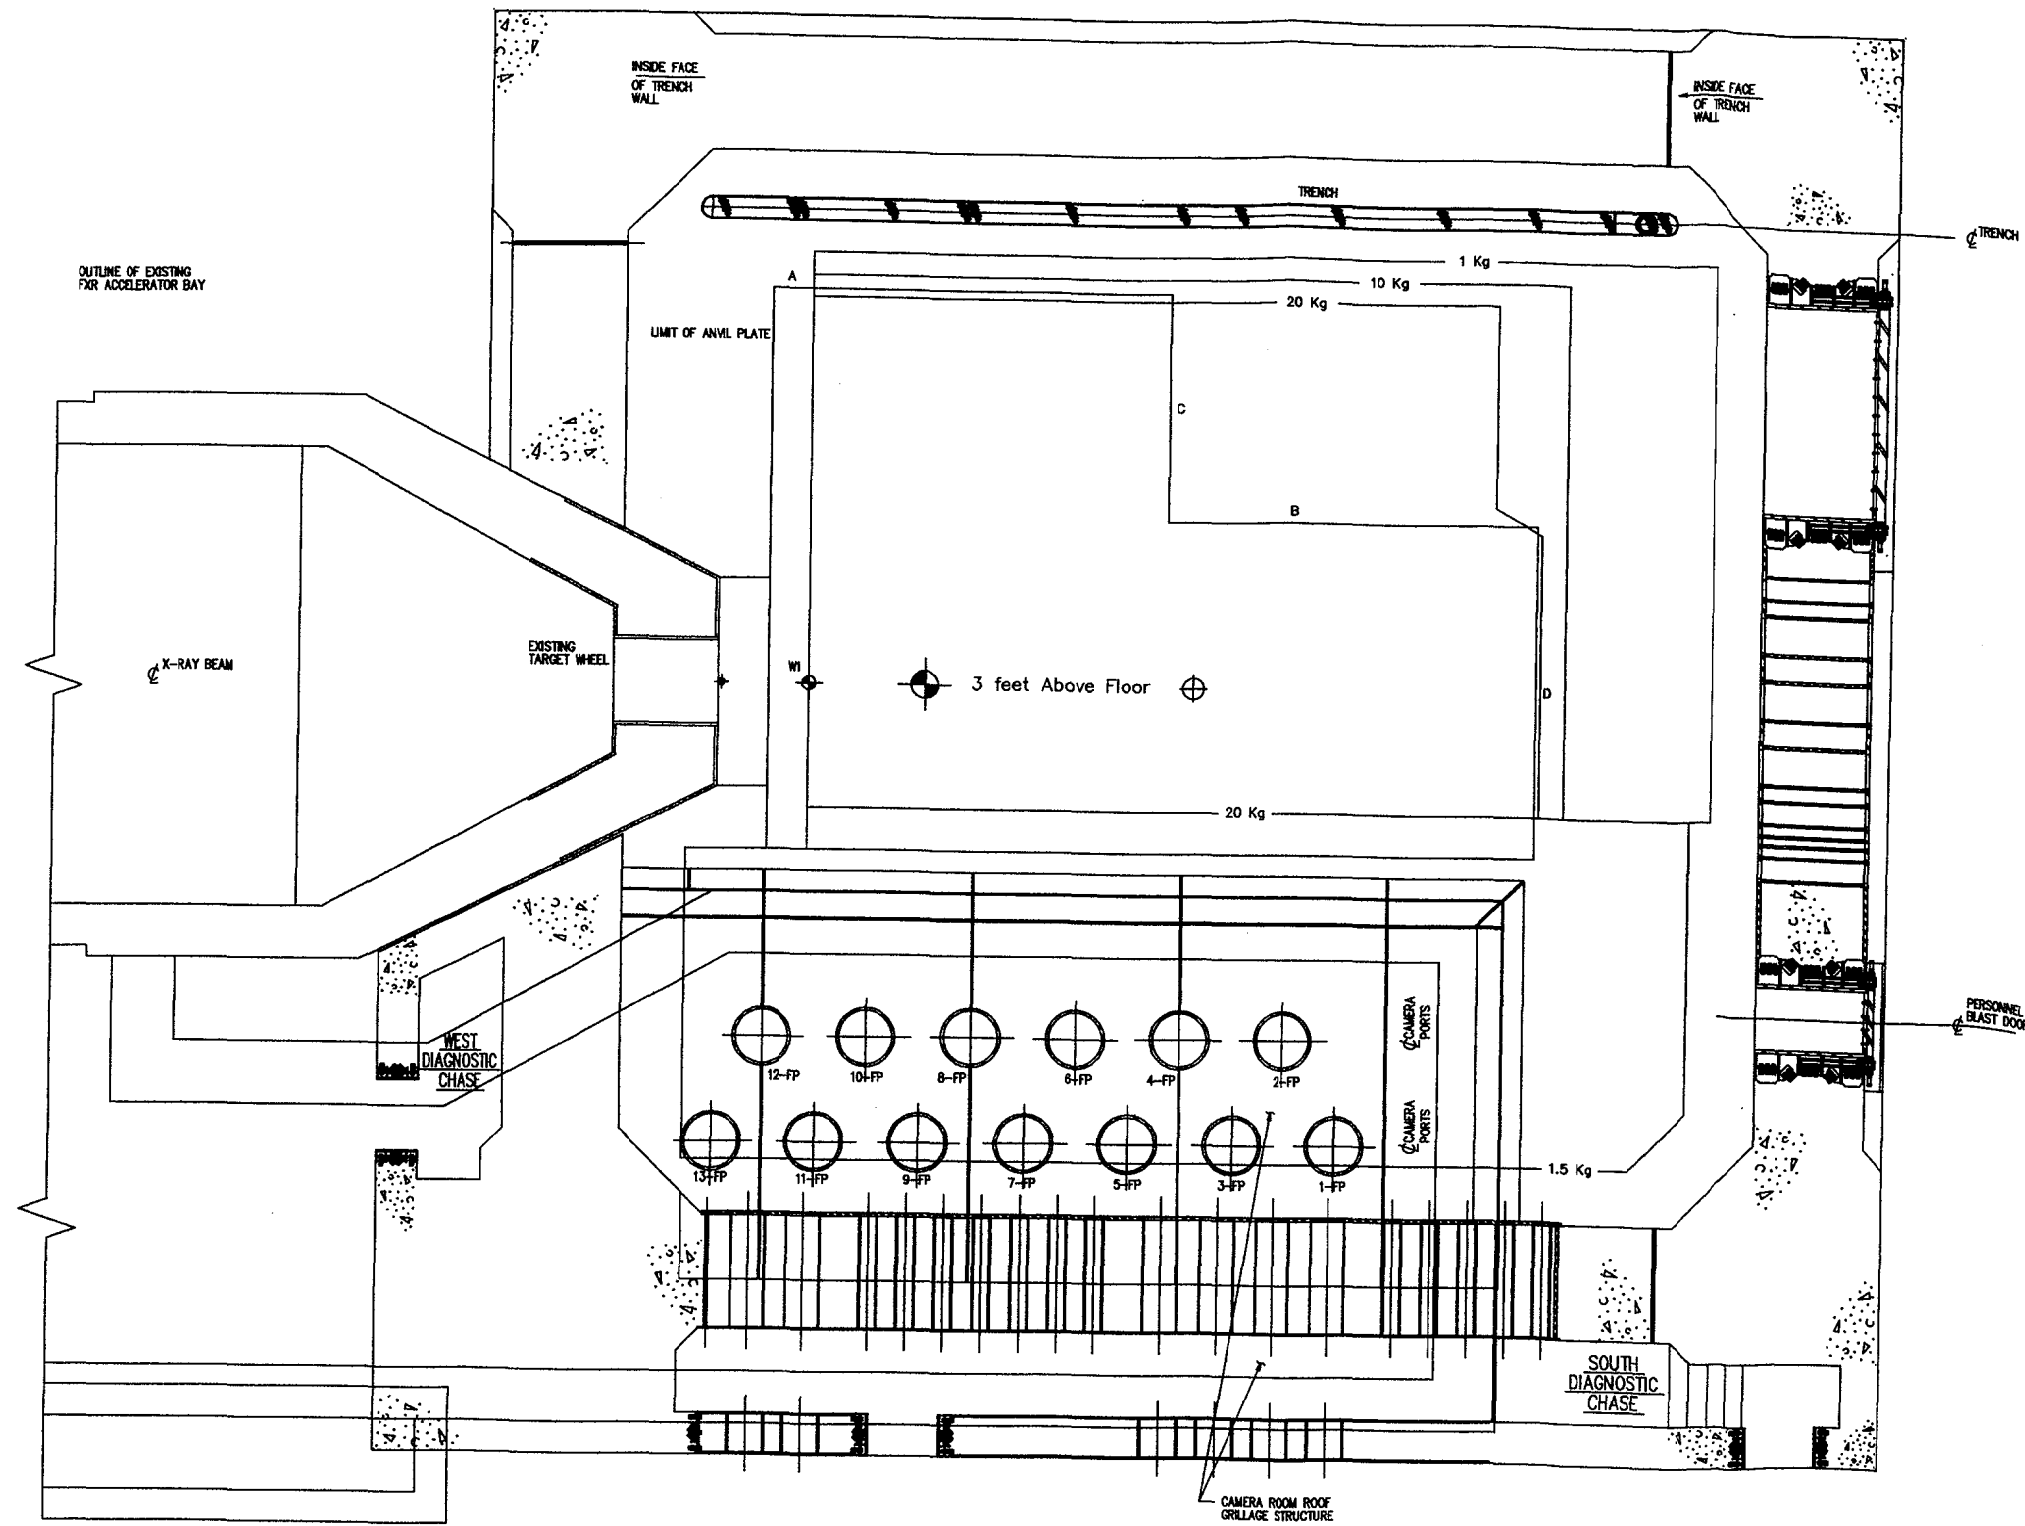 INSIDE FACE
OF TRENCH
WALL
INSIDE FACE
OF TRENCH
WALL
TRENCH
℄ TRENCH
1 Kg
OUTLINE OF EXISTING
FXR ACCELERATOR BAY
A
10 Kg
20 Kg
LIMIT OF ANVIL PLATE
C
B
EXISTING
TARGET WHEEL
℄ X-RAY BEAM
W1
3 feet Above Floor
D
20 Kg
PERSONNEL
℄ BLAST DOOR
℄ CAMERA
PORTS
WEST
DIAGNOSTIC
CHASE
12-FP
10-FP
8-FP
6-FP
4-FP
2-FP
℄ CAMERA
PORTS
13-FP
11-FP
9-FP
7-FP
5-FP
3-FP
1-FP
1.5 Kg
SOUTH
DIAGNOSTIC
CHASE
CAMERA ROOM ROOF
GRILLAGE STRUCTURE